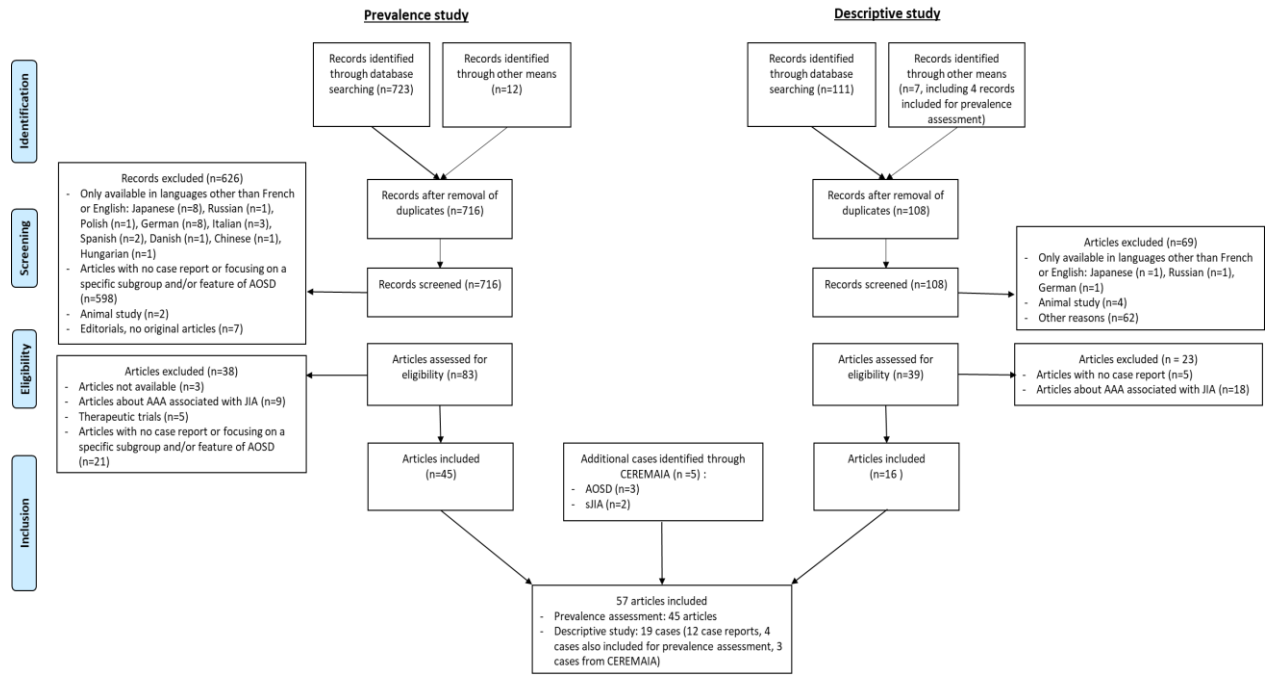 Prevalence study
Descriptive study
Identification
Records identified
through database
searching (n=723)
Records identified
through other means
(n=12)
Records identified
through database
searching (n=111)
Records identified
through other means
(n=7, including 4 records
included for prevalence
assessment)
Screening
Records excluded (n=626)
- Only available in languages other than French
or English: Japanese (n=8), Russian (n=1),
Polish (n=1), German (n=8), Italian (n=3),
Spanish (n=2), Danish (n=1), Chinese (n=1),
Hungarian (n=1)
- Articles with no case report or focusing on a
specific subgroup and/or feature of AOSD
(n=598)
- Animal study (n=2)
- Editorials, no original articles (n=7)
Records after removal of
duplicates (n=716)
Records screened (n=716)
Records after removal of
duplicates (n=108)
Records screened (n=108)
Articles excluded (n=69)
- Only available in languages other than French
or English: Japanese (n =1), Russian (n=1),
German (n=1)
- Animal study (n=4)
- Other reasons (n=62)
Eligibility
Articles excluded (n=38)
- Articles not available (n=3)
- Articles about AAA associated with JIA (n=9)
- Therapeutic trials (n=5)
- Articles with no case report or focusing on a
specific subgroup and/or feature of AOSD
(n=21)
Articles assessed for
eligibility (n=83)
Articles assessed for
eligibility (n=39)
Articles excluded (n = 23)
- Articles with no case report (n=5)
- Articles about AAA associated with JIA (n=18)
Inclusion
Articles included
(n=45)
Additional cases identified through
CEREMAIA (n =5) :
- AOSD (n=3)
- sJIA (n=2)
Articles included
(n=16 )
57 articles included
- Prevalence assessment: 45 articles
- Descriptive study: 19 cases (12 case reports, 4
cases also included for prevalence assessment, 3
cases from CEREMAIA)